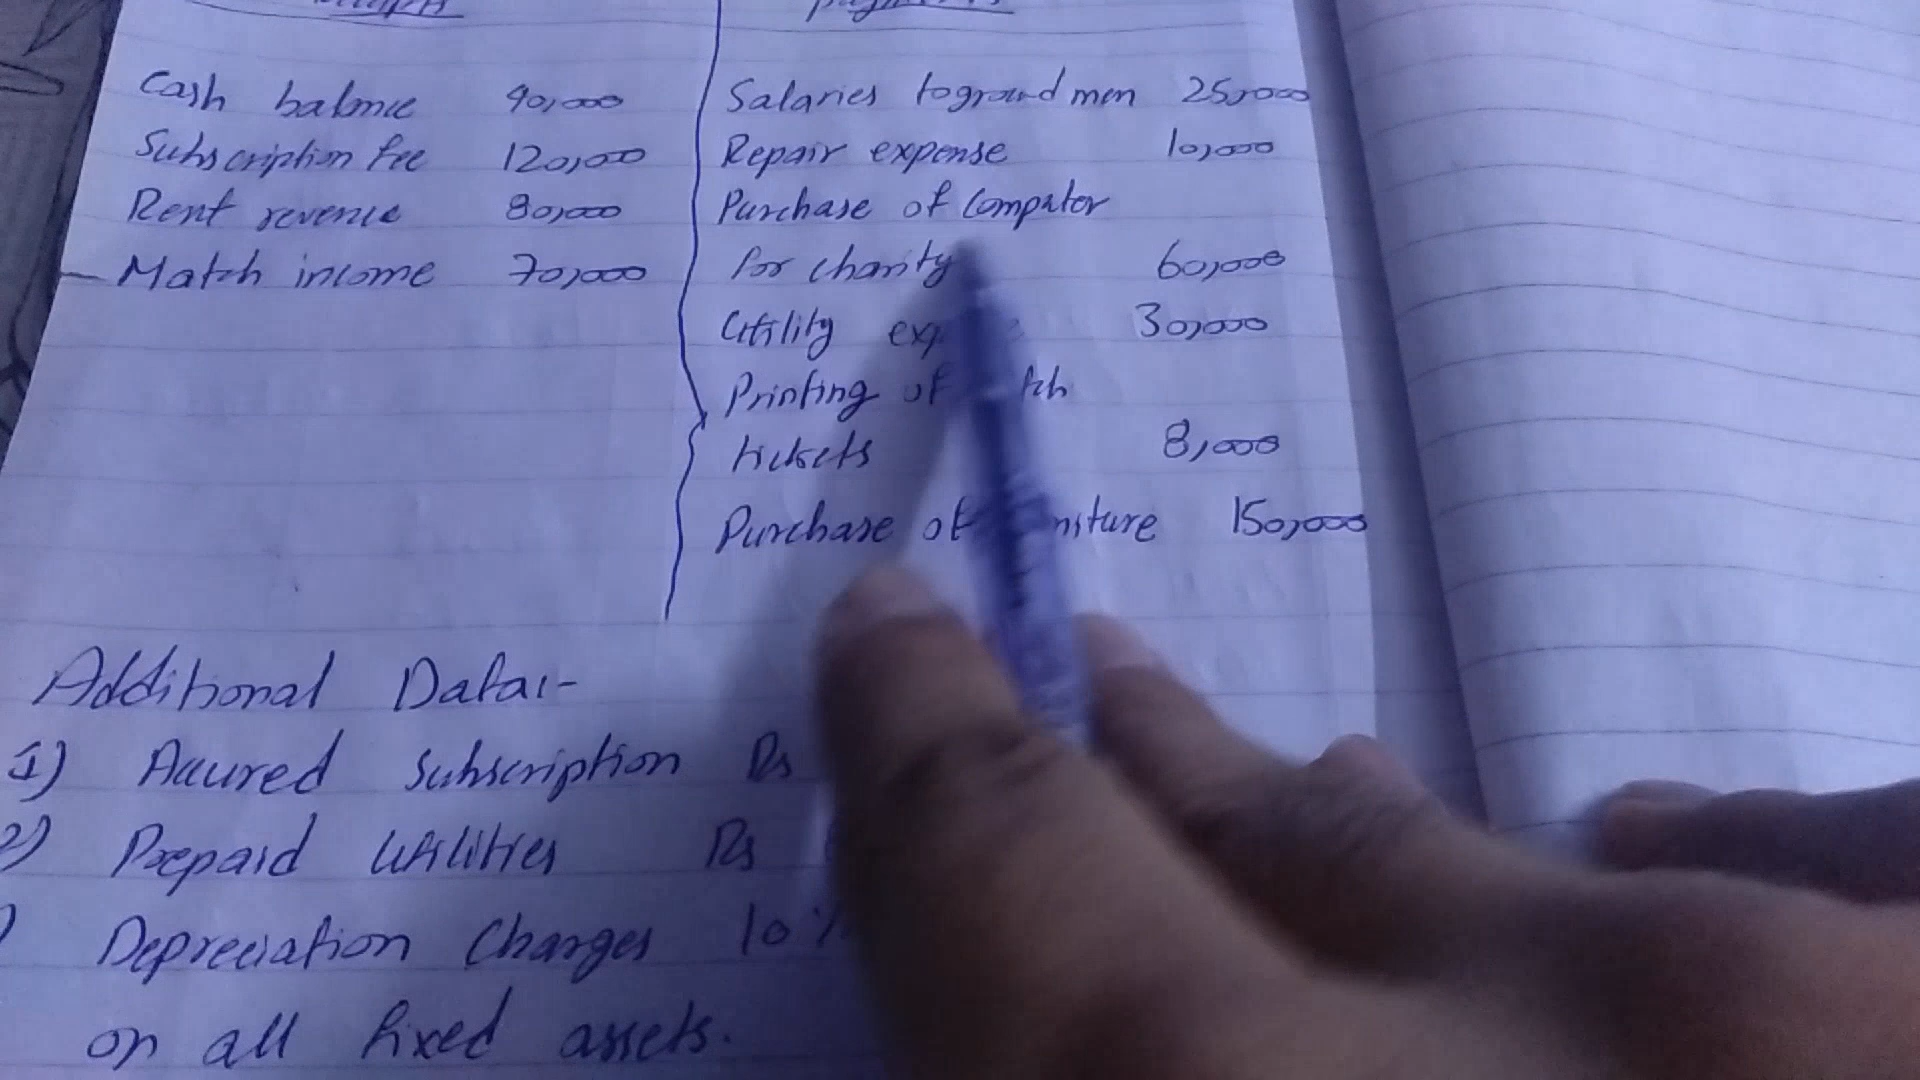 Cash balance 90,000
Subscription fee 120,000
Rent revenue 80,000
Match income 70,000
payments
Salaries to ground men 25,000
Repair expense 10,000
Purchase of Computer
for charity 60,000
Utility 30,000
Printing of
tickets 8,000
Purchase of 150,000
Additional Data:-
1) Accured Subscription Rs
2) Prepaid Utilities Rs
) Depreciation Charges 10%
on all fixed assets.